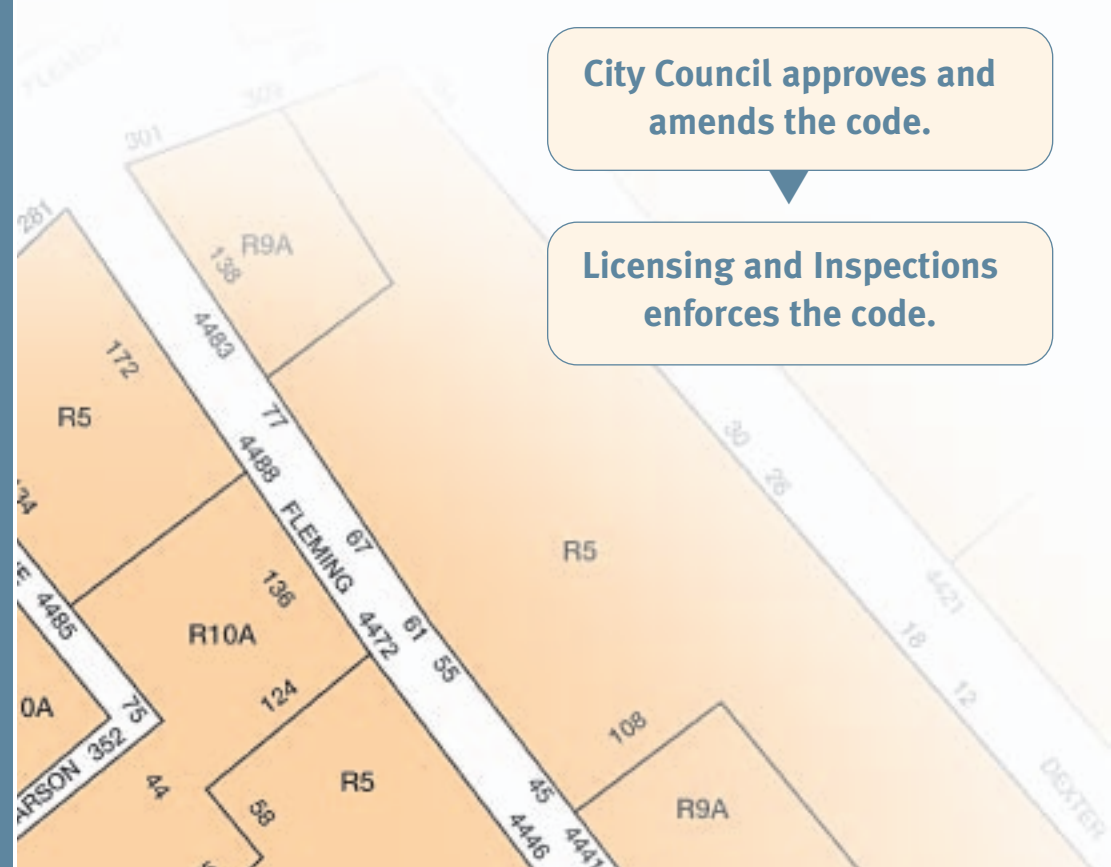 City Council approves and
amends the code.
Licensing and Inspections
enforces the code.
301
281
R9A
138
4483
172
R5
77
4488
FLEMING
67
136
4472
61
55
R10A
124
4485
75
0A
ARSON 352
44
58
R5
R5
30
26
4421
18
12
DEXTER
108
R9A
45
4446
4441